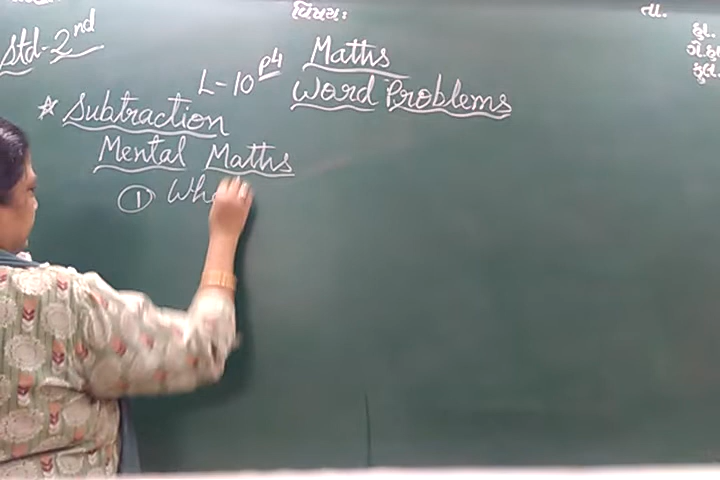 વિષય:
તા.
Std-2nd
L-10 P4 Maths
Word Problems
* Subtraction
Mental Maths
① Wh